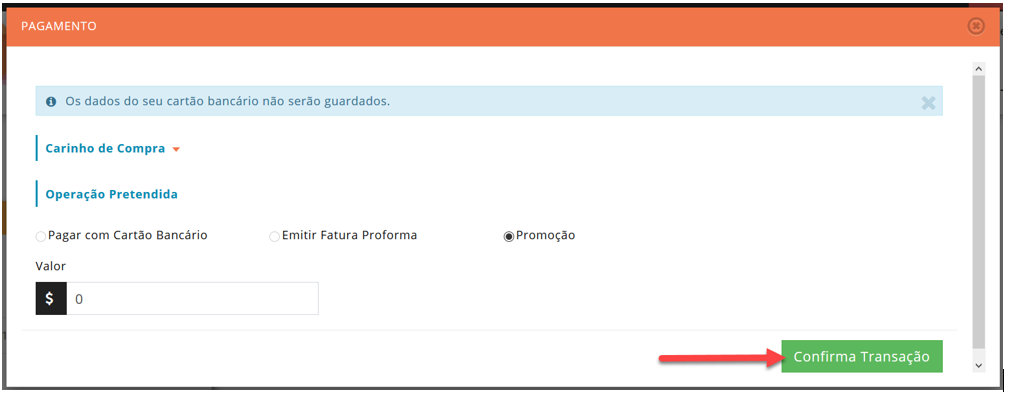 PAGAMENTO
Os dados do seu cartão bancário não serão guardados.
Carinho de Compra
Operação Pretendida
Pagar com Cartão Bancário
Emitir Fatura Proforma
Promoção
Valor
$ 0
Confirma Transação